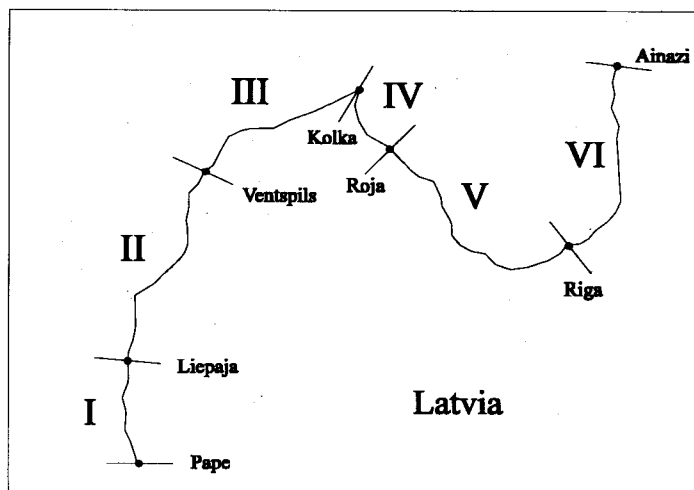 Ainazi
III
IV
Kolka
VI
Roja
Ventspils
V
II
Riga
Liepaja
I
Latvia
Pape